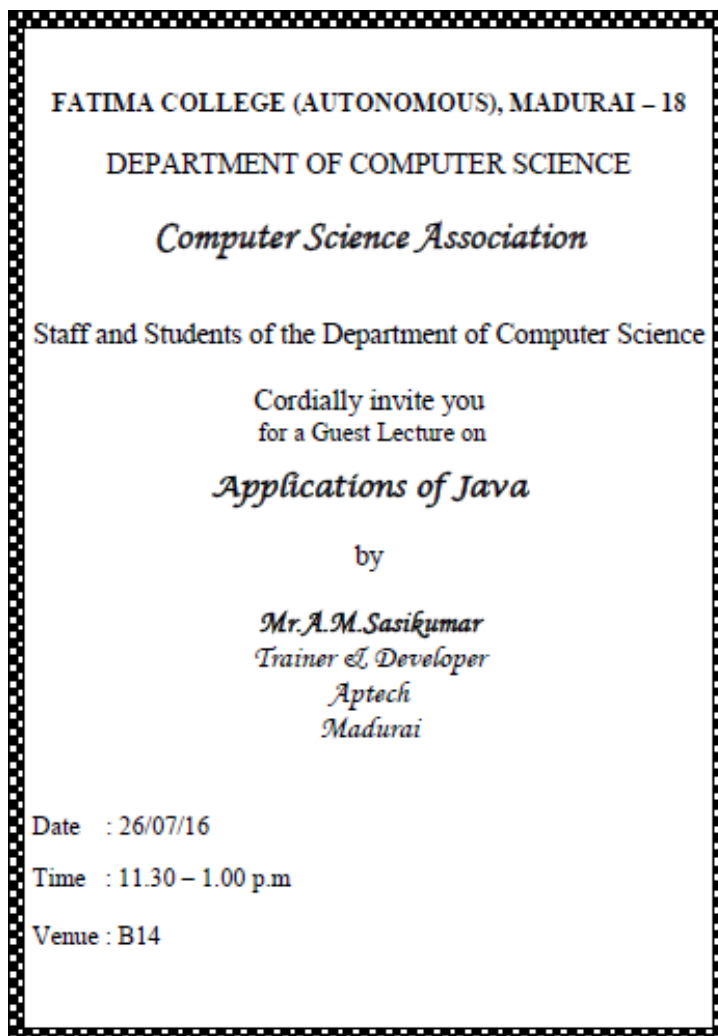 FATIMA COLLEGE (AUTONOMOUS), MADURAI – 18
DEPARTMENT OF COMPUTER SCIENCE
Computer Science Association
Staff and Students of the Department of Computer Science
Cordially invite you
for a Guest Lecture on
Applications of Java
by
Mr.A.M.Sasikumar
Trainer & Developer
Aptech
Madurai
Date : 26/07/16
Time : 11.30 – 1.00 p.m
Venue : B14